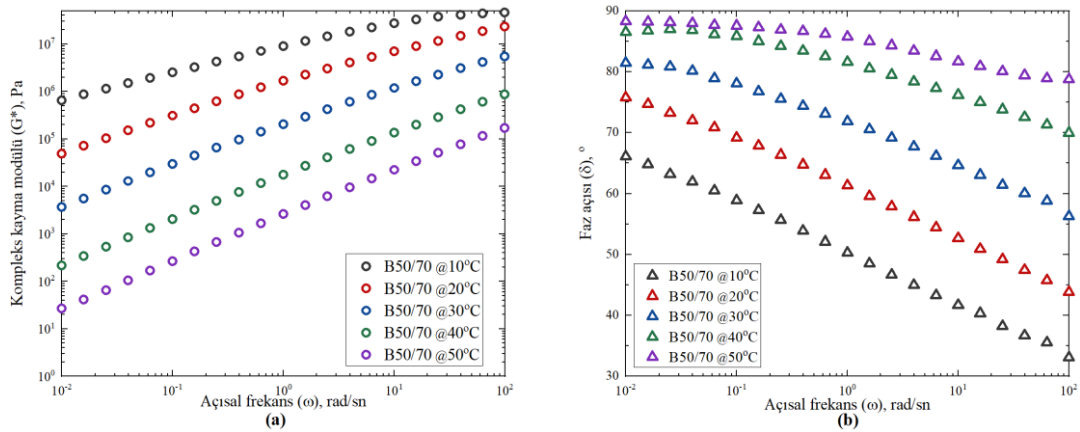 Kompleks kayma modülü (G*), Pa
10⁷
10⁶
10⁵
10⁴
10³
10²
10¹
10⁰
B50/70 @10°C
B50/70 @20°C
B50/70 @30°C
B50/70 @40°C
B50/70 @50°C
10⁻² 10⁻¹ 10⁰ 10¹ 10²
Açısal frekans (ω), rad/sn
(a)
Faz açısı (δ), °
90
80
70
60
50
40
30
B50/70 @10°C
B50/70 @20°C
B50/70 @30°C
B50/70 @40°C
B50/70 @50°C
10⁻² 10⁻¹ 10⁰ 10¹ 10²
Açısal frekans (ω), rad/sn
(b)